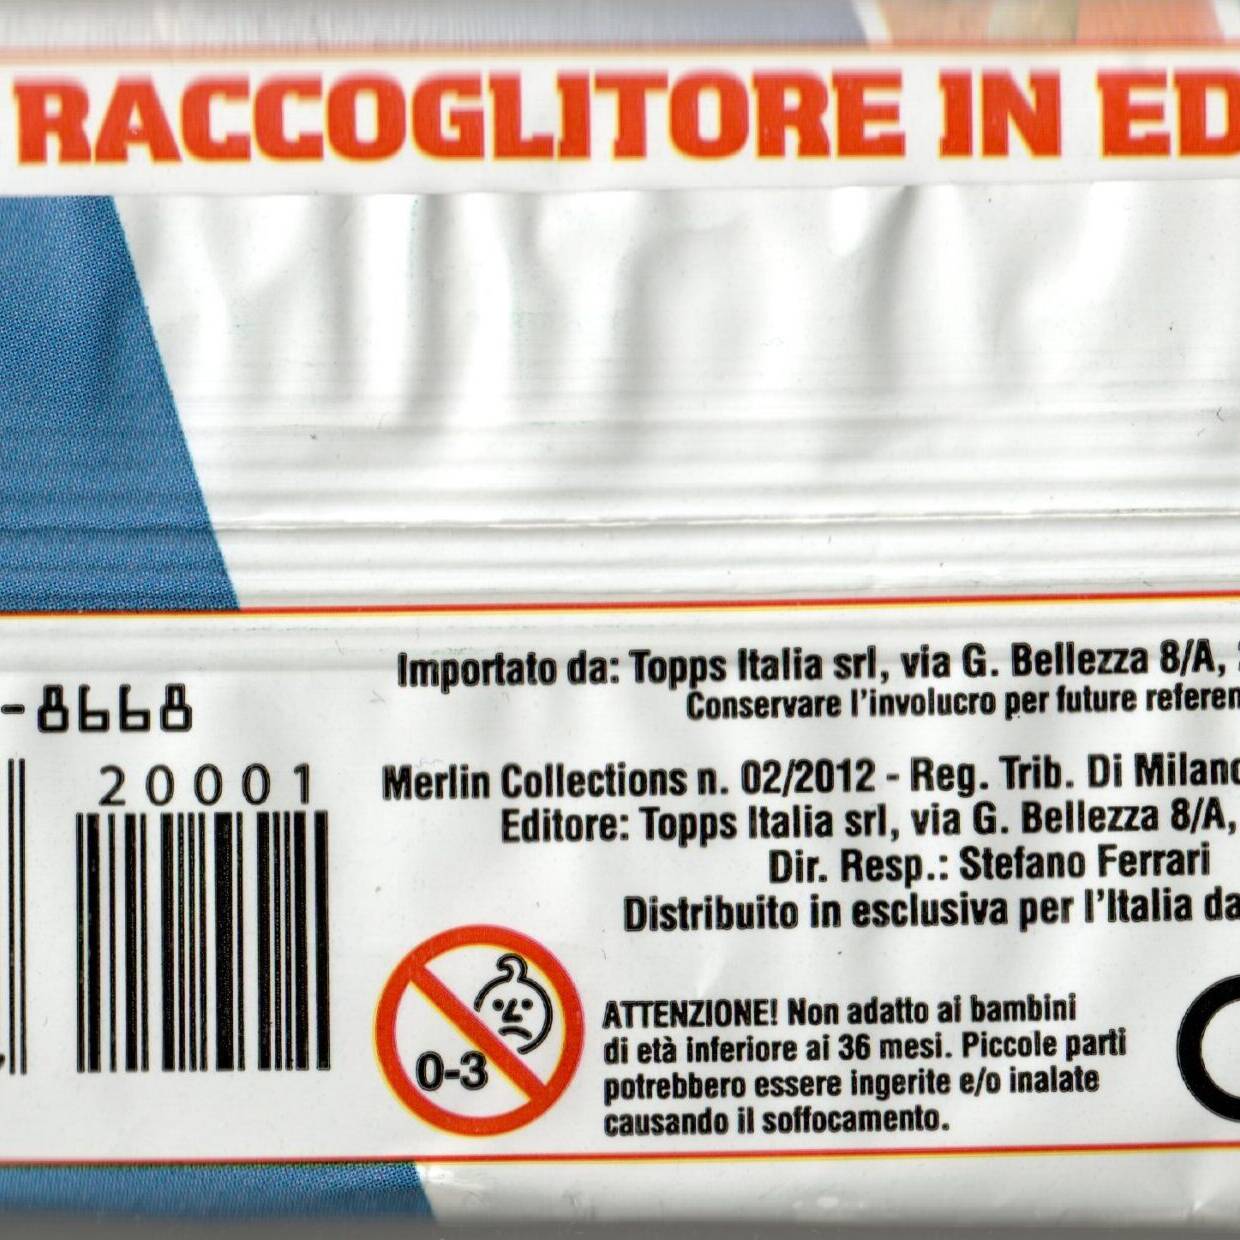 RACCOGLITORE IN ED
Importato da: Topps Italia srl, via G. Bellezza 8/A,
Conservare l'involucro per future referen
-8668
20001
Merlin Collections n. 02/2012 - Reg. Trib. Di Milano
Editore: Topps Italia srl, via G. Bellezza 8/A,
Dir. Resp.: Stefano Ferrari
Distribuito in esclusiva per l'Italia da
0-3
ATTENZIONE! Non adatto ai bambini
di età inferiore ai 36 mesi. Piccole parti
potrebbero essere ingerite e/o inalate
causando il soffocamento.